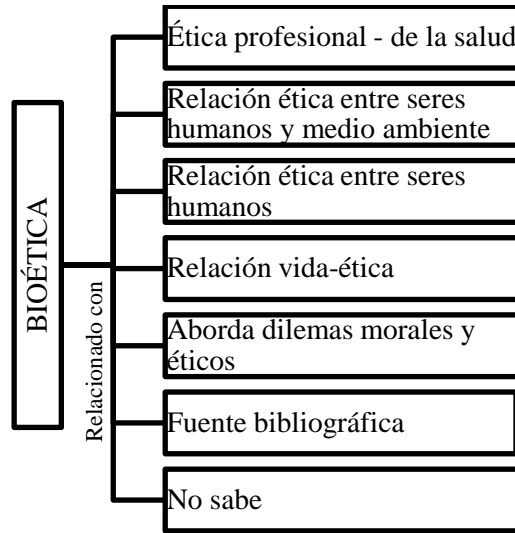 BIOÉTICA
Relacionado con
Ética profesional - de la salud
Relación ética entre seres
humanos y medio ambiente
Relación ética entre seres
humanos
Relación vida-ética
Aborda dilemas morales y
éticos
Fuente bibliográfica
No sabe